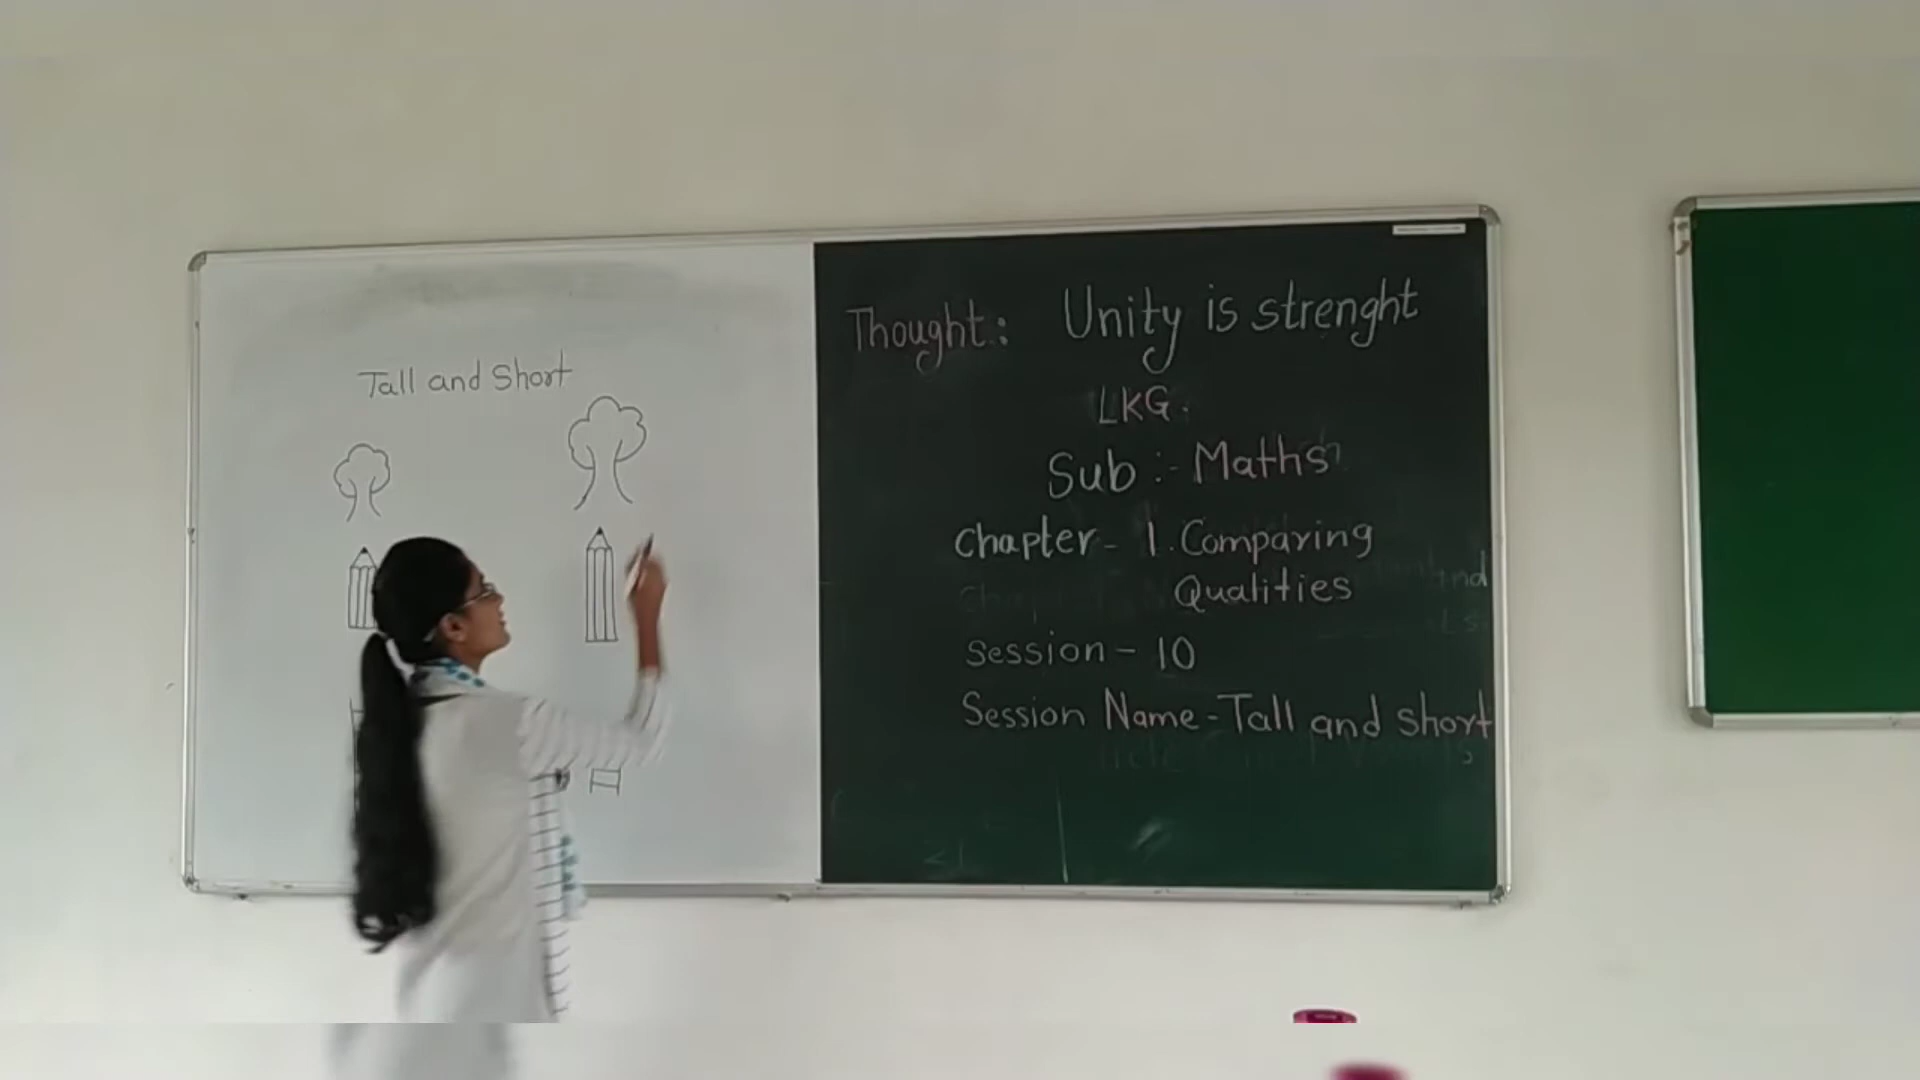 Tall and Short
Thought: Unity is strenght
LKG.
Sub :- Maths
chapter - 1. Comparing
Qualities
Session - 10
Session Name - Tall and short